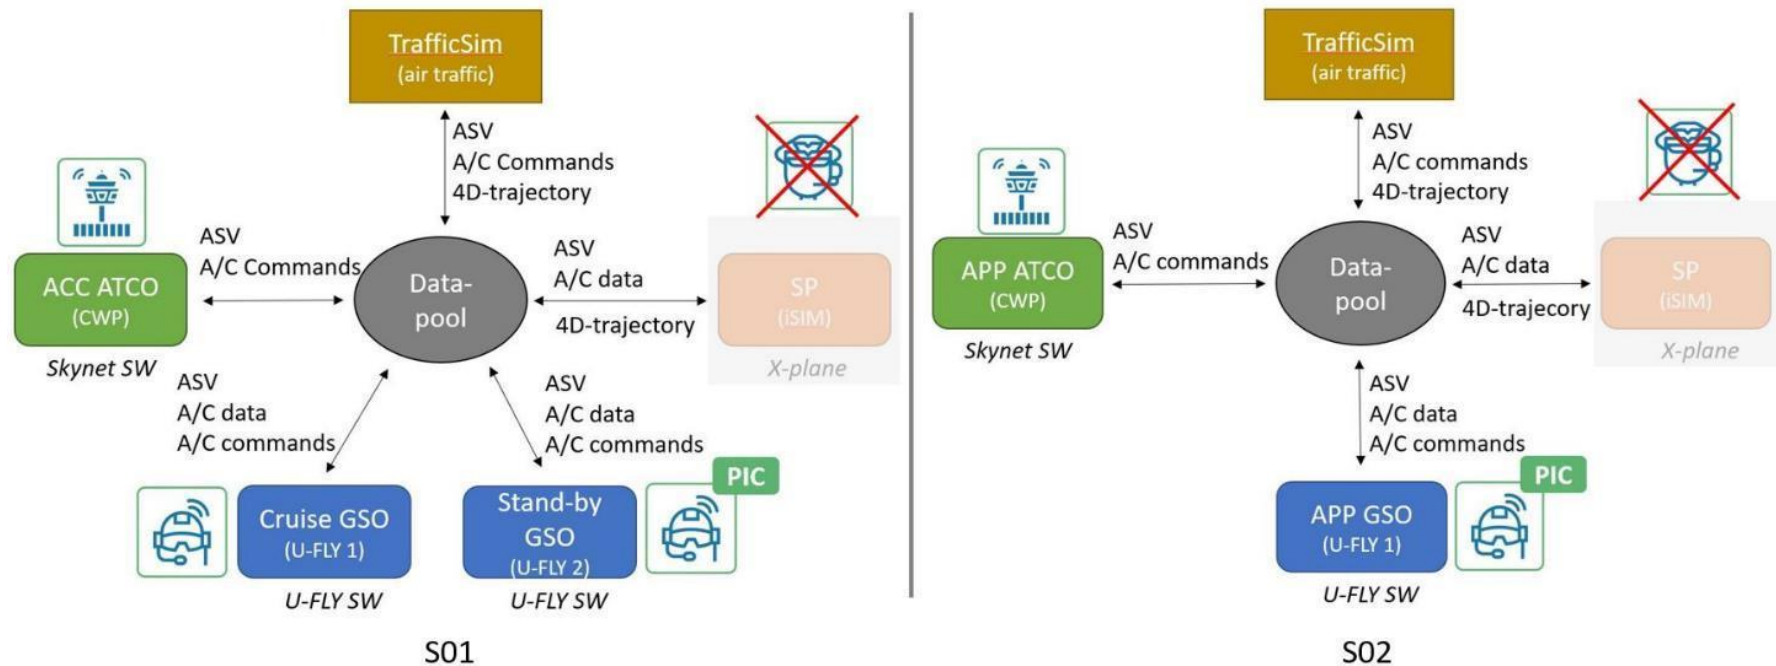 TrafficSim
(air traffic)
ASV
A/C Commands
4D-trajectory
ASV
A/C Commands
ACC ATCO
(CWP)
Skynet SW
Data-
pool
ASV
A/C data
4D-trajectory
SP
(iSIM)
X-plane
ASV
A/C data
A/C commands
ASV
A/C data
A/C commands
Cruise GSO
(U-FLY 1)
U-FLY SW
Stand-by
GSO
(U-FLY 2)
PIC
U-FLY SW
S01
TrafficSim
(air traffic)
ASV
A/C commands
4D-trajectory
ASV
A/C commands
APP ATCO
(CWP)
Skynet SW
Data-
pool
ASV
A/C data
4D-trajecory
SP
(iSIM)
X-plane
ASV
A/C data
A/C commands
APP GSO
(U-FLY 1)
PIC
U-FLY SW
S02